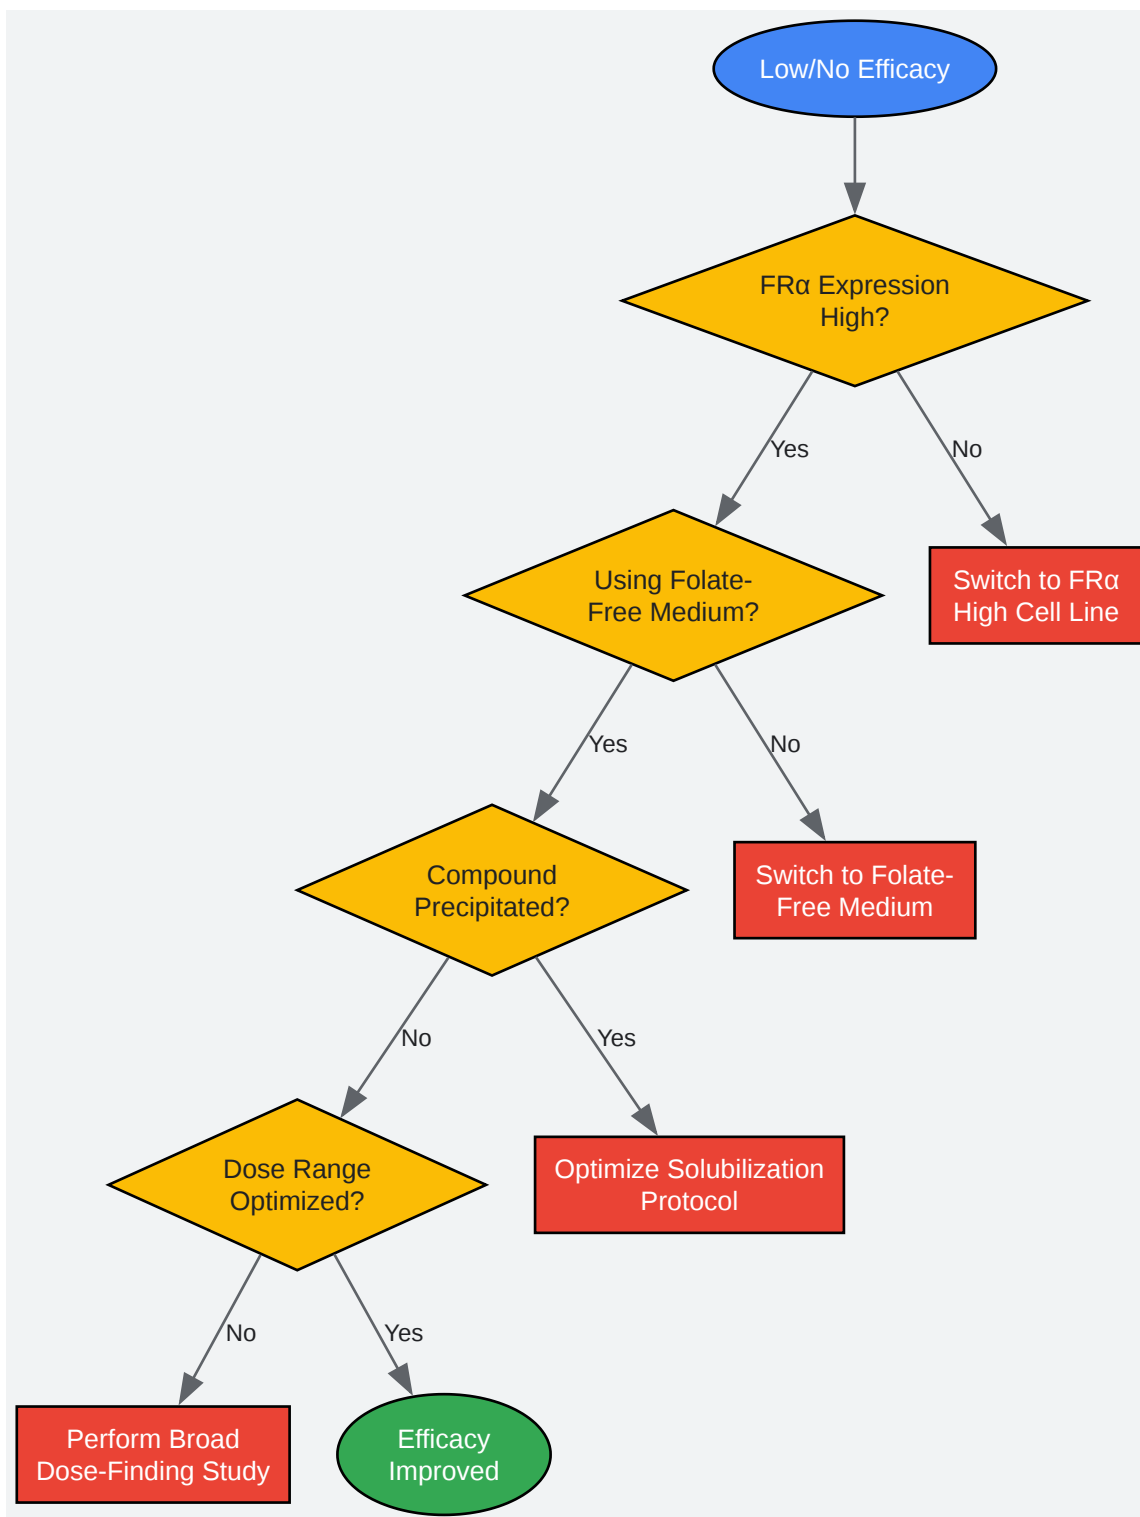 Low/No Efficacy
FRα Expression
High?
Yes
No
Using Folate-
Free Medium?
Switch to FRα
High Cell Line
Yes
No
Compound
Precipitated?
Switch to Folate-
Free Medium
No
Yes
Dose Range
Optimized?
Optimize Solubilization
Protocol
No
Yes
Perform Broad
Dose-Finding Study
Efficacy
Improved